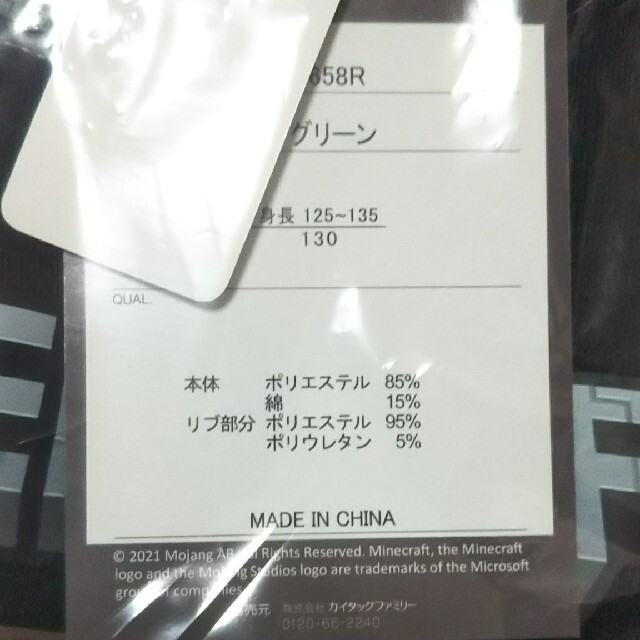 658R
グリーン
身長 125~135
130
QUAL.
本体 ポリエステル 85%
綿 15%
リブ部分 ポリエステル 95%
ポリウレタン 5%
MADE IN CHINA
© 2021 Mojang AB. All Rights Reserved. Minecraft, the Minecraft
logo and the Mojang Studios logo are trademarks of the Microsoft
group of companies.
売元 株式会社 カイタックファミリー
0120-66-2240